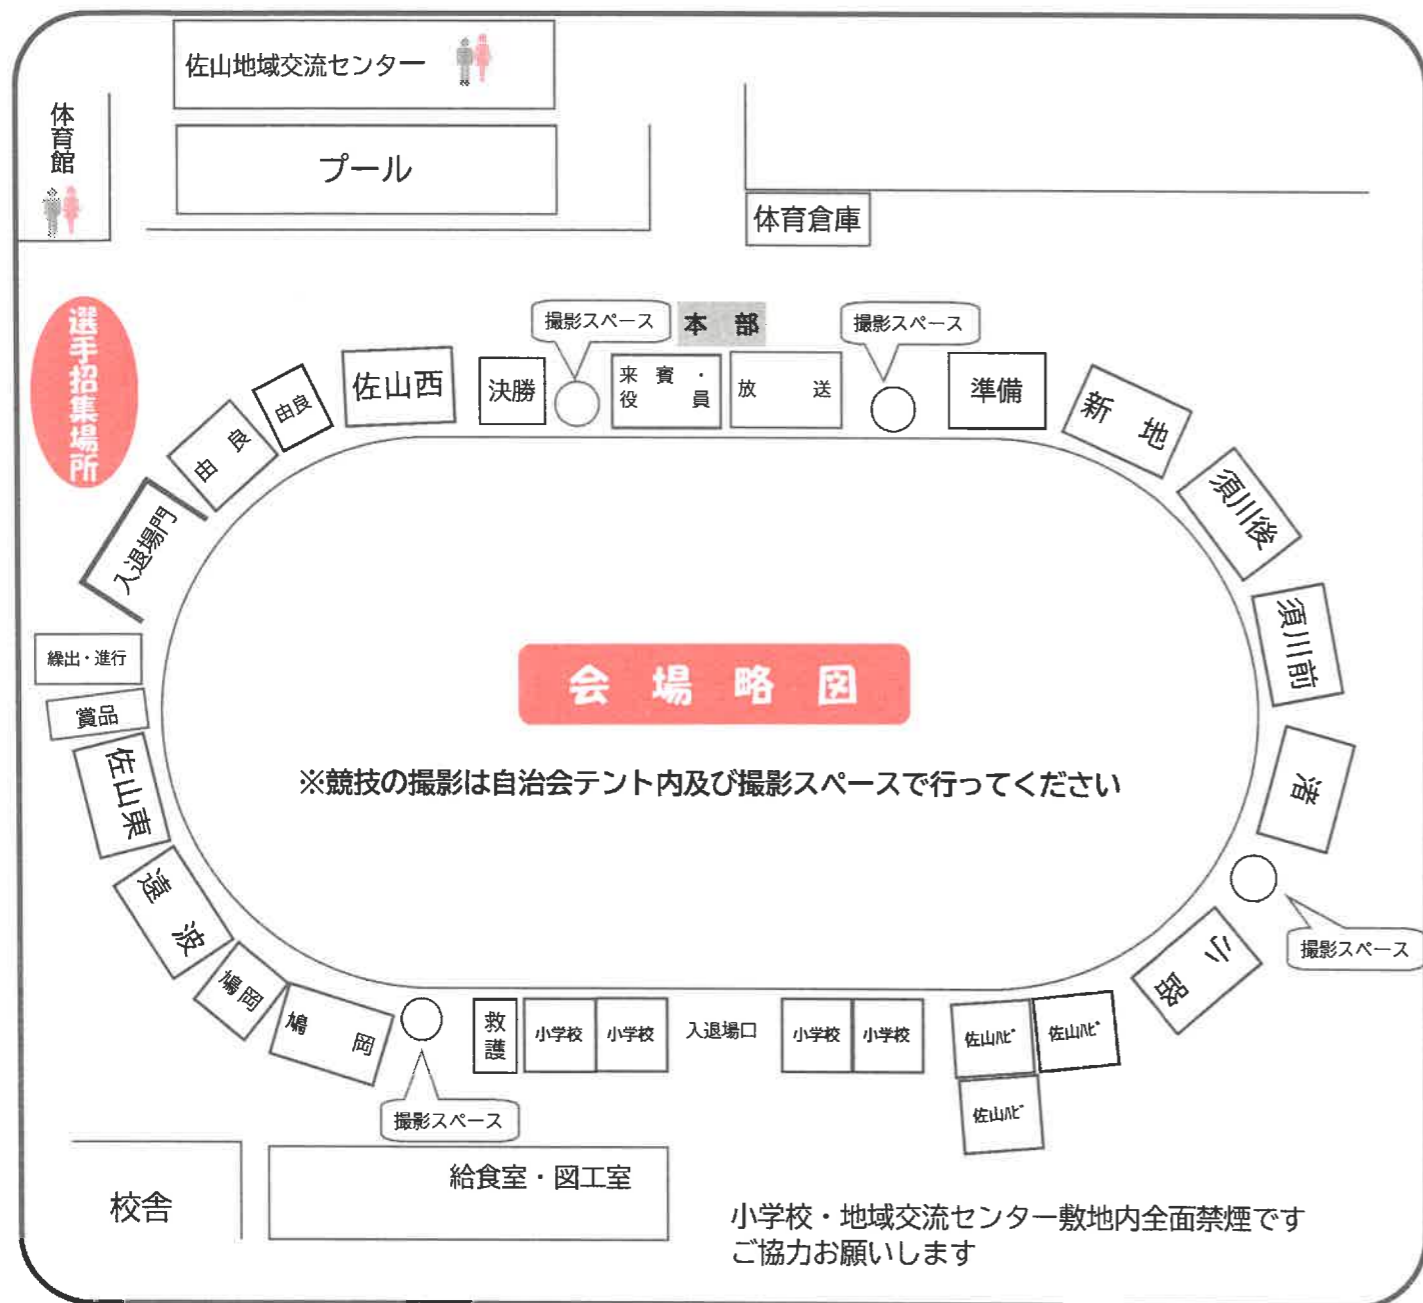 佐山地域交流センター
体育館
プール
体育倉庫
選手招集場所
撮影スペース
本 部
撮影スペース
佐山西
決勝
来 賓 ・
役 員
放 送
準備
新 地
由良
由 良
須川後
入退場門
須川前
繰出・進行
賞品
会 場 略 図
佐山東
※競技の撮影は自治会テント内及び撮影スペースで行ってください
渚
遠 波
小 路
撮影スペース
鳩岡
鳩 岡
救護
小学校
小学校
入退場口
小学校
小学校
佐山ﾊﾋﾞ
佐山ﾊﾋﾞ
佐山ﾊﾋﾞ
撮影スペース
校舎
給食室・図工室
小学校・地域交流センター敷地内全面禁煙です
ご協力お願いします